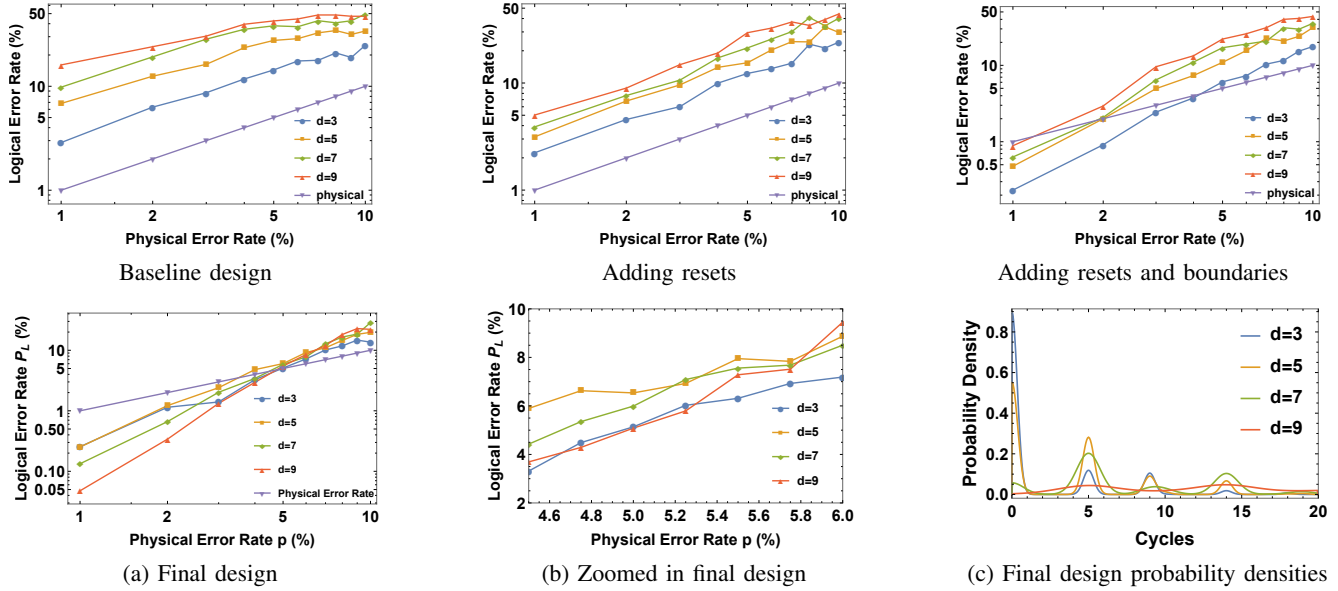 Logical Error Rate (%)
50
10
5
1
1
2
5
10
d=3
d=5
d=7
d=9
physical
Physical Error Rate (%)
Baseline design
Logical Error Rate (%)
50
10
5
1
1
2
5
10
d=3
d=5
d=7
d=9
physical
Physical Error Rate (%)
Adding resets
Logical Error Rate (%)
50
10
5
1
0.5
1
2
5
10
d=3
d=5
d=7
d=9
physical
Physical Error Rate (%)
Adding resets and boundaries
Logical Error Rate P_L (%)
10
5
1
0.50
0.10
0.05
1
2
5
10
d=3
d=5
d=7
d=9
Physical Error Rate
Physical Error Rate p (%)
(a) Final design
Logical Error Rate P_L (%)
10
8
6
4
2
4.6
4.8
5.0
5.2
5.4
5.6
5.8
6.0
d=3
d=5
d=7
d=9
Physical Error Rate p (%)
(b) Zoomed in final design
Probability Density
0.8
0.6
0.4
0.2
0.0
0
5
10
15
20
d=3
d=5
d=7
d=9
Cycles
(c) Final design probability densities